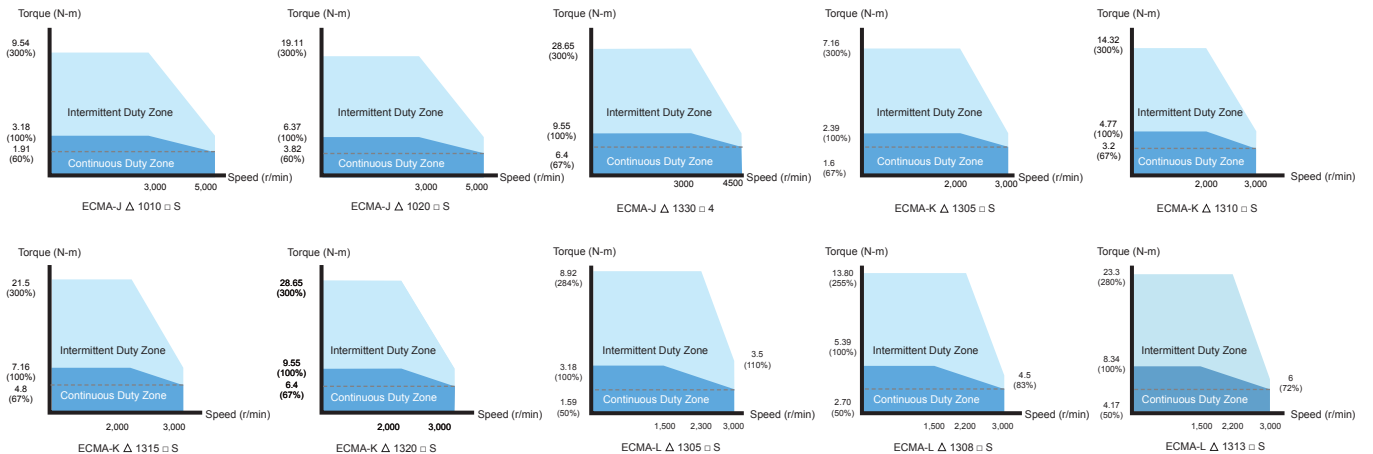 Torque (N-m)
9.54
(300%)
3.18
(100%)
1.91
(60%)
Intermittent Duty Zone
Continuous Duty Zone
3,000
5,000
Speed (r/min)
ECMA-J △ 1010 □ S
Torque (N-m)
19.11
(300%)
6.37
(100%)
3.82
(60%)
Intermittent Duty Zone
Continuous Duty Zone
3,000
5,000
Speed (r/min)
ECMA-J △ 1020 □ S
Torque (N-m)
28.65
(300%)
9.55
(100%)
6.4
(67%)
Intermittent Duty Zone
Continuous Duty Zone
3000
4500
Speed (r/min)
ECMA-J △ 1330 □ 4
Torque (N-m)
7.16
(300%)
2.39
(100%)
1.6
(67%)
Intermittent Duty Zone
Continuous Duty Zone
2,000
3,000
Speed (r/min)
ECMA-K △ 1305 □ S
Torque (N-m)
14.32
(300%)
4.77
(100%)
3.2
(67%)
Intermittent Duty Zone
Continuous Duty Zone
2,000
3,000
Speed (r/min)
ECMA-K △ 1310 □ S
Torque (N-m)
21.5
(300%)
7.16
(100%)
4.8
(67%)
Intermittent Duty Zone
Continuous Duty Zone
2,000
3,000
Speed (r/min)
ECMA-K △ 1315 □ S
Torque (N-m)
28.65
(300%)
9.55
(100%)
6.4
(67%)
Intermittent Duty Zone
Continuous Duty Zone
2,000
3,000
Speed (r/min)
ECMA-K △ 1320 □ S
Torque (N-m)
8.92
(284%)
3.18
(100%)
1.59
(50%)
Intermittent Duty Zone
Continuous Duty Zone
3.5
(110%)
1,500
2,200
3,000
Speed (r/min)
ECMA-L △ 1305 □ S
Torque (N-m)
13.80
(255%)
5.39
(100%)
2.70
(50%)
Intermittent Duty Zone
Continuous Duty Zone
4.5
(83%)
1,500
2,200
3,000
Speed (r/min)
ECMA-L △ 1308 □ S
Torque (N-m)
23.3
(280%)
8.34
(100%)
4.17
(50%)
Intermittent Duty Zone
Continuous Duty Zone
6
(72%)
1,500
2,200
3,000
Speed (r/min)
ECMA-L △ 1313 □ S